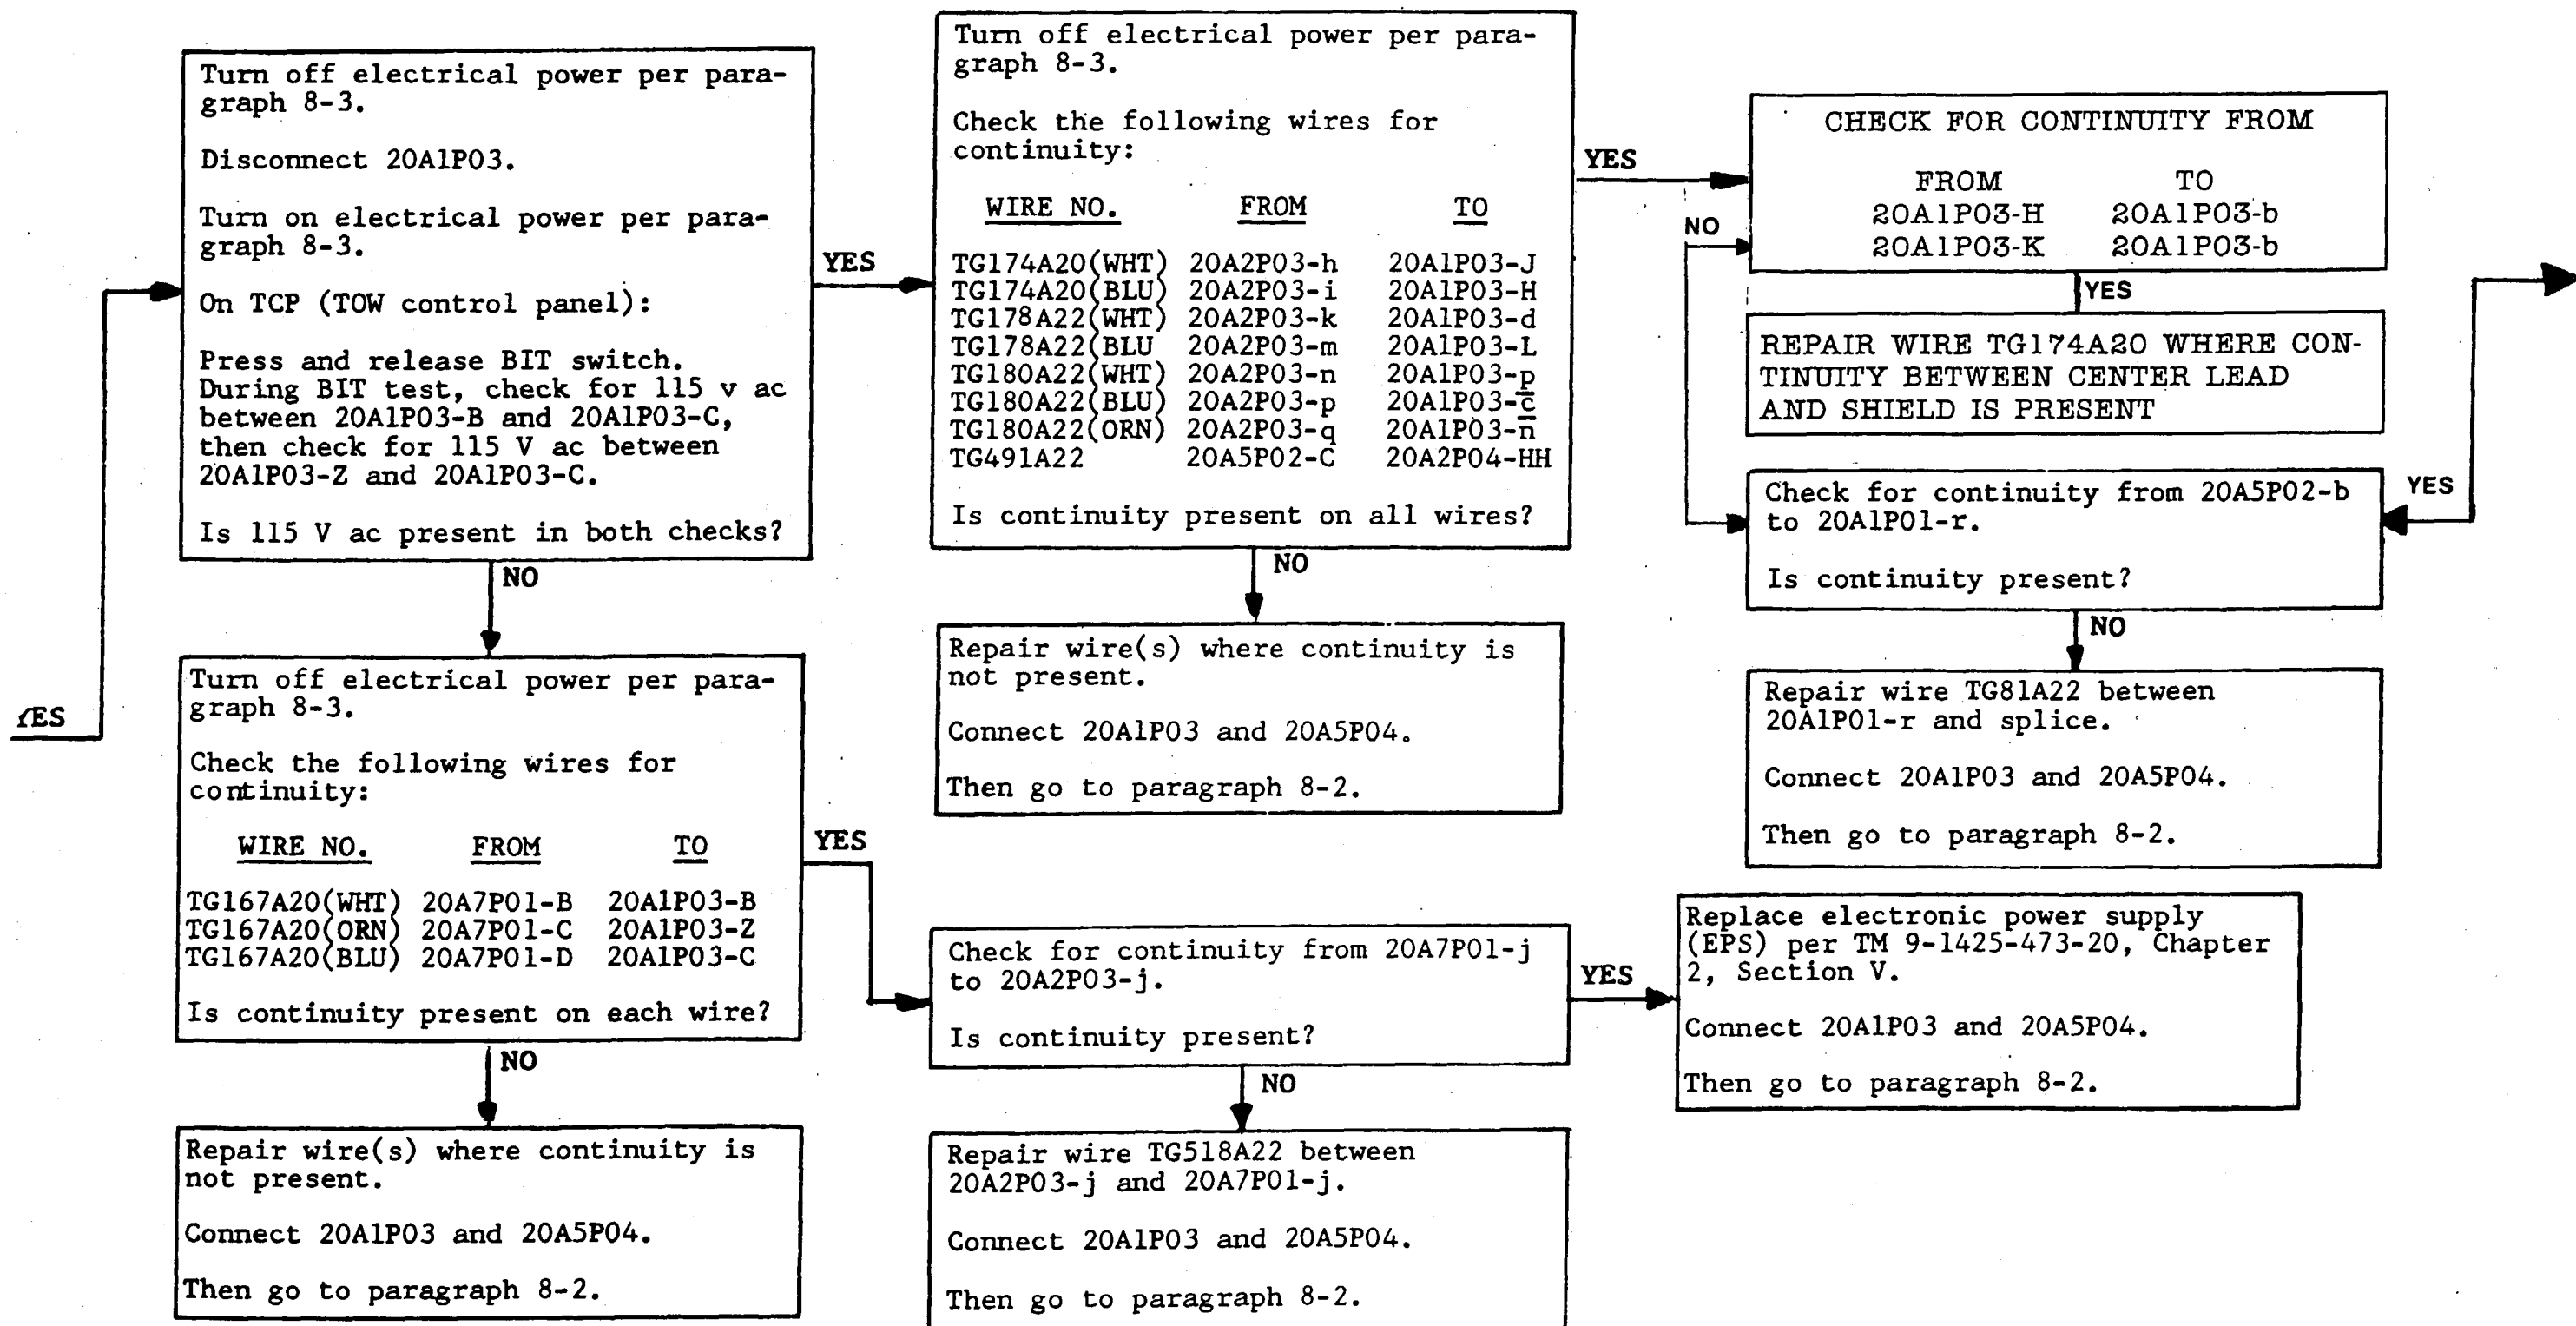 YES
Turn off electrical power per para-
graph 8-3.
Disconnect 20A1P03.
Turn on electrical power per para-
graph 8-3.
On TCP (TOW control panel):
Press and release BIT switch.
During BIT test, check for 115 v ac
between 20A1P03-B and 20A1P03-C,
then check for 115 V ac between
20A1P03-Z and 20A1P03-C.
Is 115 V ac present in both checks?
YES
NO
Turn off electrical power per para-
graph 8-3.
Check the following wires for
continuity:
WIRE NO. FROM TO
TG167A20(WHT) 20A7P01-B 20A1P03-B
TG167A20(ORN) 20A7P01-C 20A1P03-Z
TG167A20(BLU) 20A7P01-D 20A1P03-C
Is continuity present on each wire?
YES
NO
Repair wire(s) where continuity is
not present.
Connect 20A1P03 and 20A5P04.
Then go to paragraph 8-2.
Turn off electrical power per para-
graph 8-3.
Check the following wires for
continuity:
WIRE NO. FROM TO
TG174A20(WHT) 20A2P03-h 20A1P03-J
TG174A20(BLU) 20A2P03-i 20A1P03-H
TG178A22(WHT) 20A2P03-k 20A1P03-d
TG178A22(BLU 20A2P03-m 20A1P03-L
TG180A22(WHT) 20A2P03-n 20A1P03-p
TG180A22(BLU) 20A2P03-p 20A1P03-c̅
TG180A22(ORN) 20A2P03-q 20A1P03-n̅
TG491A22 20A5P02-C 20A2P04-HH
Is continuity present on all wires?
YES
NO
Repair wire(s) where continuity is
not present.
Connect 20A1P03 and 20A5P04.
Then go to paragraph 8-2.
Check for continuity from 20A7P01-j
to 20A2P03-j.
Is continuity present?
YES
NO
Repair wire TG518A22 between
20A2P03-j and 20A7P01-j.
Connect 20A1P03 and 20A5P04.
Then go to paragraph 8-2.
CHECK FOR CONTINUITY FROM
FROM TO
20A1P03-H 20A1P03-b
20A1P03-K 20A1P03-b
NO
YES
REPAIR WIRE TG174A20 WHERE CON-
TINUITY BETWEEN CENTER LEAD
AND SHIELD IS PRESENT
Check for continuity from 20A5P02-b
to 20A1P01-r.
Is continuity present?
YES
NO
Repair wire TG81A22 between
20A1P01-r and splice.
Connect 20A1P03 and 20A5P04.
Then go to paragraph 8-2.
Replace electronic power supply
(EPS) per TM 9-1425-473-20, Chapter
2, Section V.
Connect 20A1P03 and 20A5P04.
Then go to paragraph 8-2.